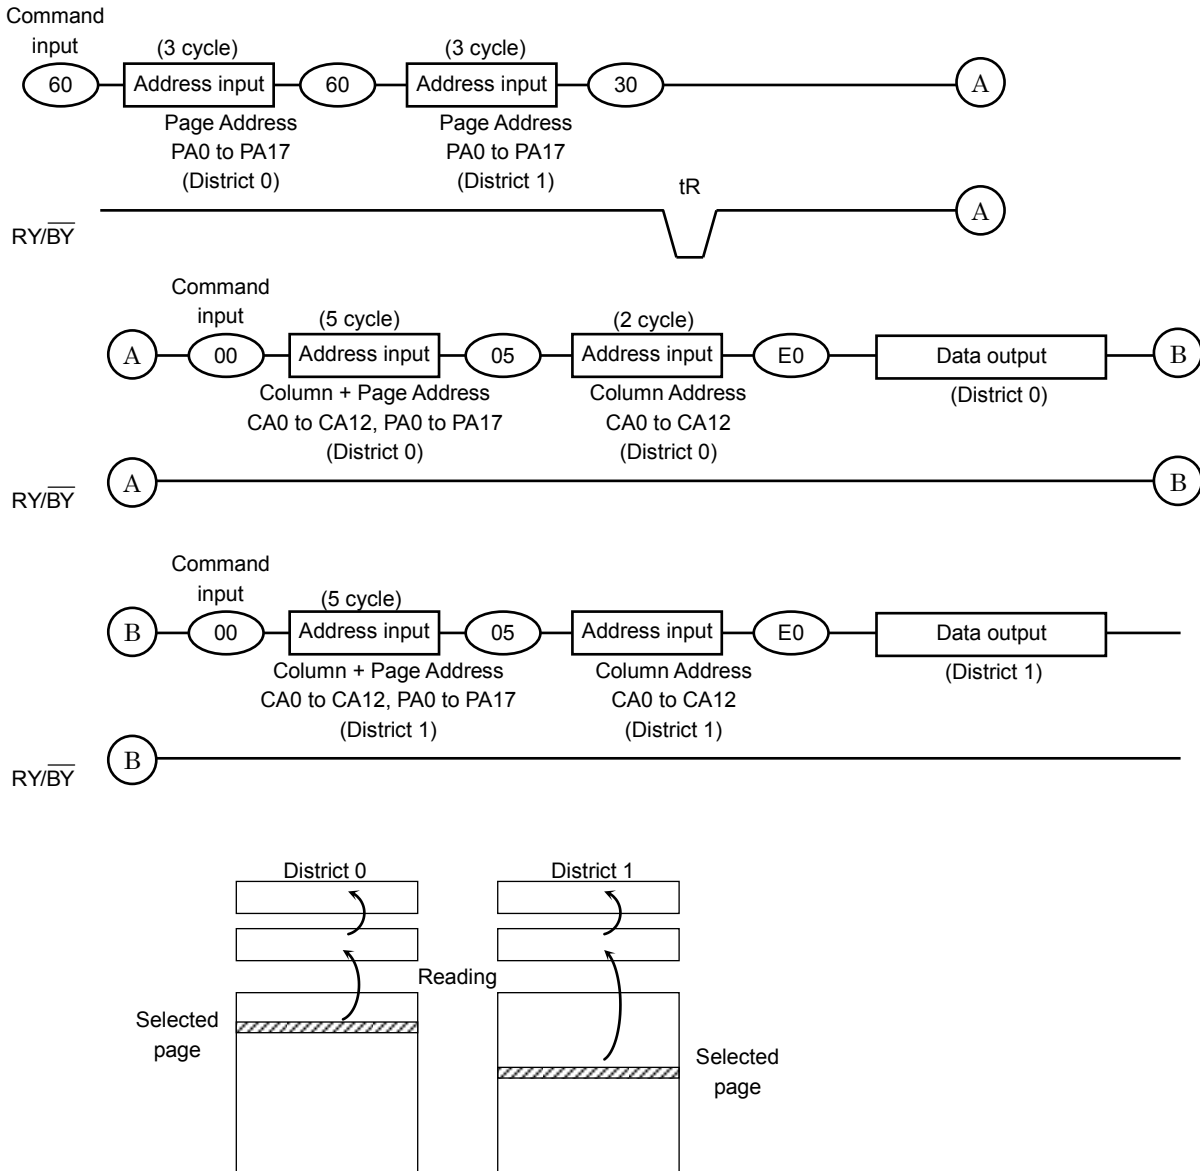 Command
input
(3 cycle) (3 cycle)
60 Address input 60 Address input 30 A
Page Address Page Address
PA0 to PA17 PA0 to PA17
(District 0) (District 1)
tR
RY/BY A
Command
input
(5 cycle) (2 cycle)
A 00 Address input 05 Address input E0 Data output B
Column + Page Address Column Address (District 0)
CA0 to CA12, PA0 to PA17 CA0 to CA12
(District 0) (District 0)
RY/BY A B
Command
input
(5 cycle)
B 00 Address input 05 Address input E0 Data output
Column + Page Address Column Address (District 1)
CA0 to CA12, PA0 to PA17 CA0 to CA12
(District 1) (District 1)
RY/BY B
District 0 District 1
Reading
Selected
page
Selected
page